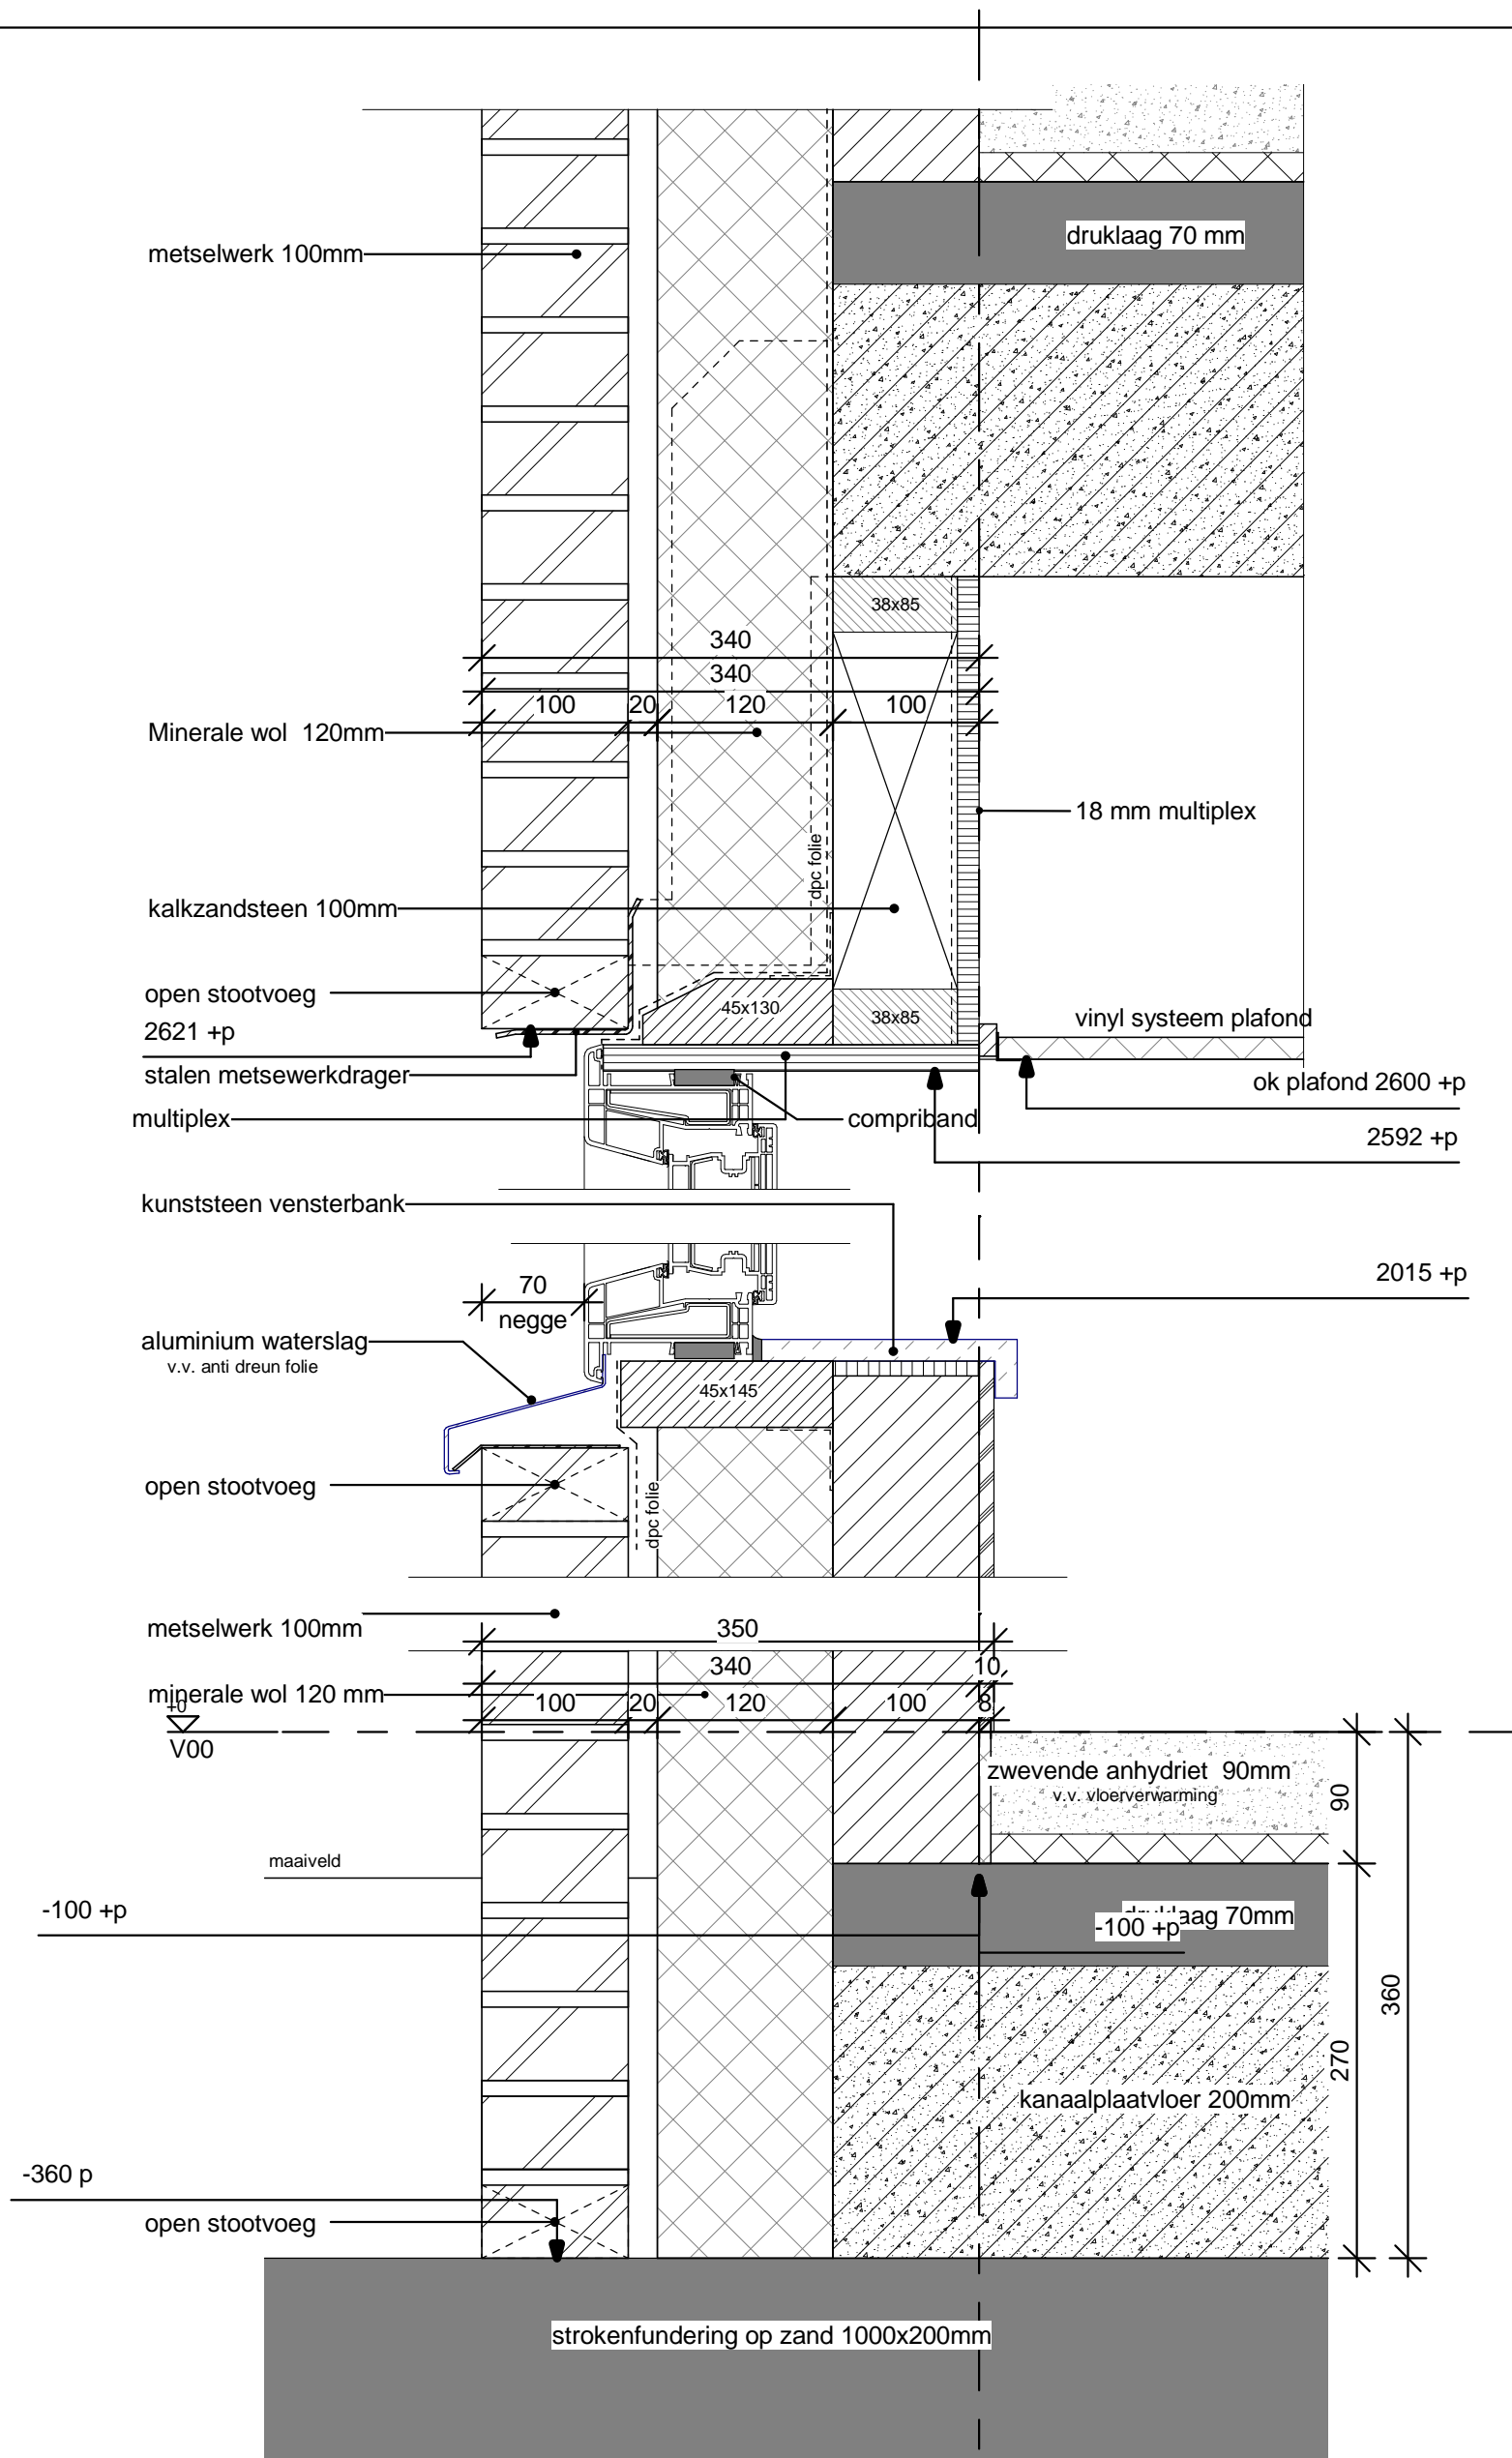 druklaag 70 mm
metselwerk 100mm
38x85
340
340
100 20 120 100
Minerale wol 120mm
18 mm multiplex
dpc folie
kalkzandsteen 100mm
open stootvoeg
45x130
38x85
vinyl systeem plafond
2621 +p
stalen metsewerkdrager
ok plafond 2600 +p
multiplex
compriband
2592 +p
kunststeen vensterbank
2015 +p
70
negge
aluminium waterslag
v.v. anti dreun folie
45x145
open stootvoeg
dpc folie
metselwerk 100mm
350
340 10
minerale wol 120 mm
100 20 120 100 8
+0
V00
zwevende anhydriet 90mm
v.v. vloerverwarming
90
maaiveld
-100 +p
druklaag 70mm
-100 +p
360
270
kanaalplaatvloer 200mm
-360 p
open stootvoeg
strokenfundering op zand 1000x200mm